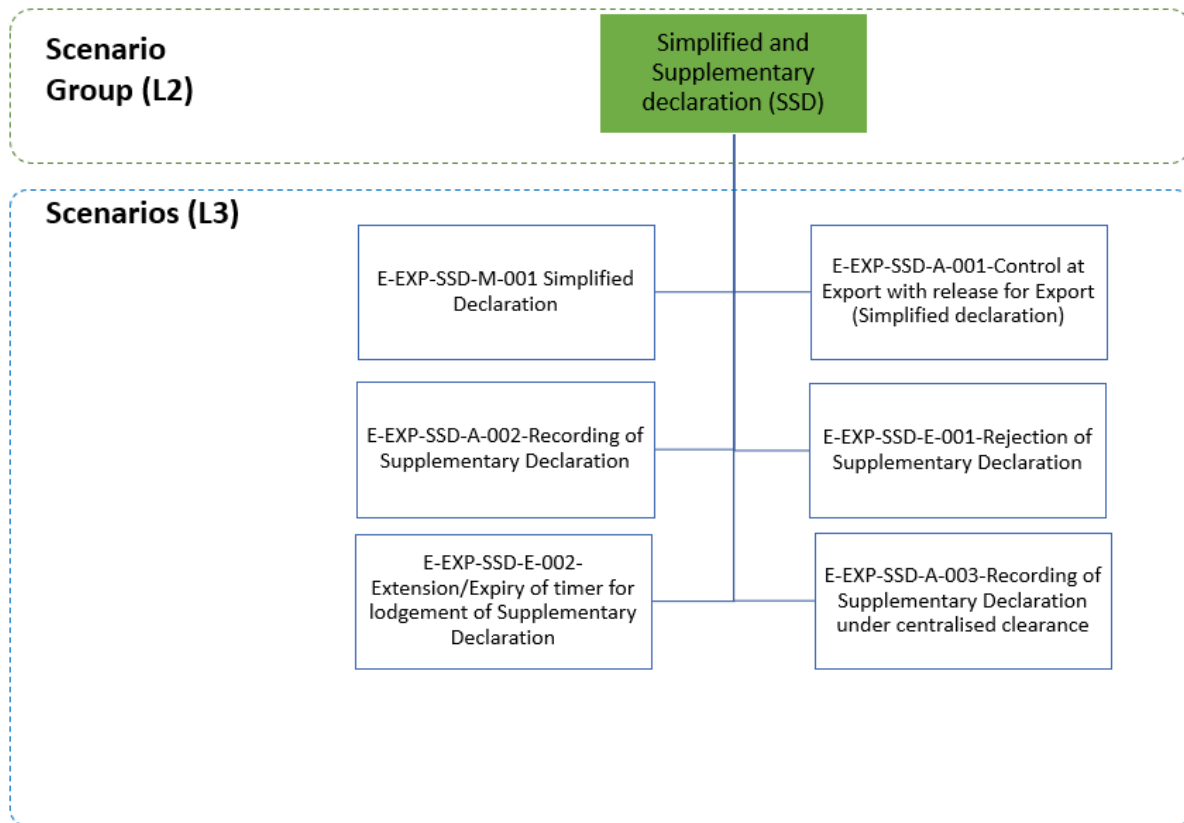 Scenario
Group (L2)
Simplified and
Supplementary
declaration (SSD)
Scenarios (L3)
E-EXP-SSD-M-001 Simplified
Declaration
E-EXP-SSD-A-001-Control at
Export with release for Export
(Simplified declaration)
E-EXP-SSD-A-002-Recording of
Supplementary Declaration
E-EXP-SSD-E-001-Rejection of
Supplementary Declaration
E-EXP-SSD-E-002-
Extension/Expiry of timer for
lodgement of Supplementary
Declaration
E-EXP-SSD-A-003-Recording of
Supplementary Declaration
under centralised clearance